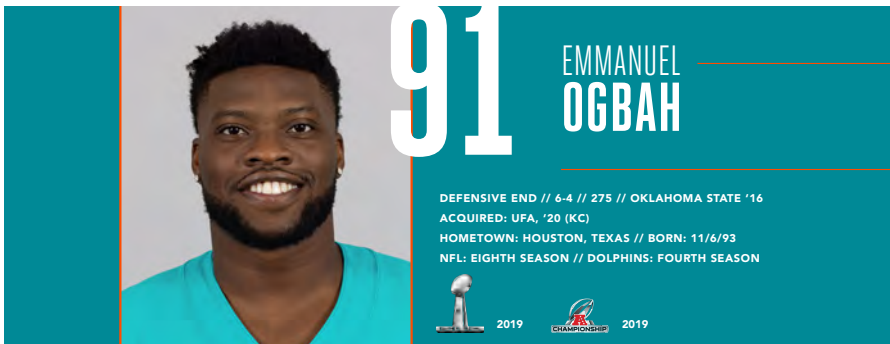 91
EMMANUEL
OGBAH
DEFENSIVE END // 6-4 // 275 // OKLAHOMA STATE ’16
ACQUIRED: UFA, ’20 (KC)
HOMETOWN: HOUSTON, TEXAS // BORN: 11/6/93
NFL: EIGHTH SEASON // DOLPHINS: FOURTH SEASON
2019
A
CHAMPIONSHIP
2019